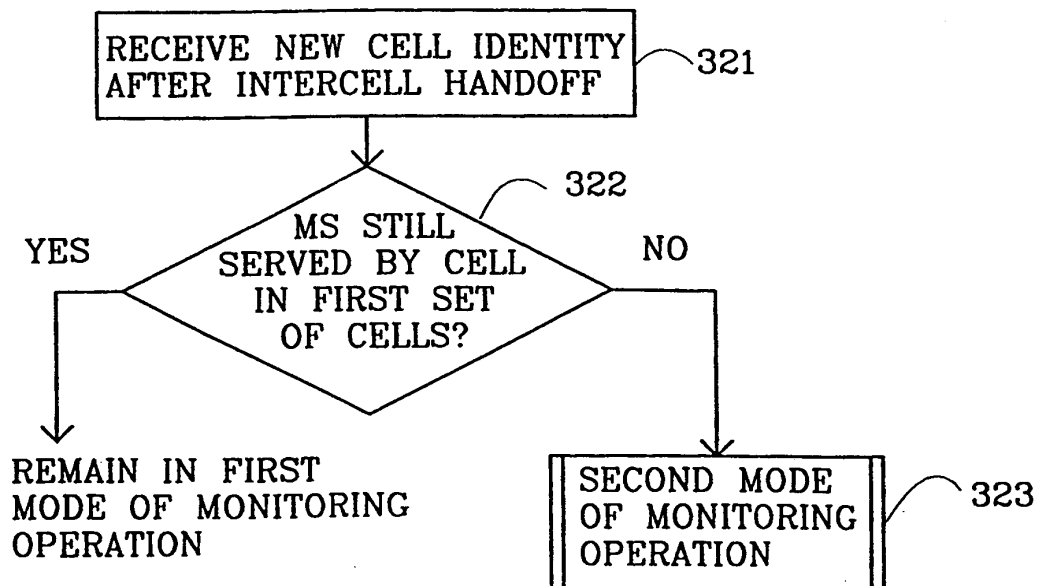 RECEIVE NEW CELL IDENTITY
AFTER INTERCELL HANDOFF
321
322
MS STILL
SERVED BY CELL
IN FIRST SET
OF CELLS?
YES
NO
REMAIN IN FIRST
MODE OF MONITORING
OPERATION
SECOND MODE
OF MONITORING
OPERATION
323